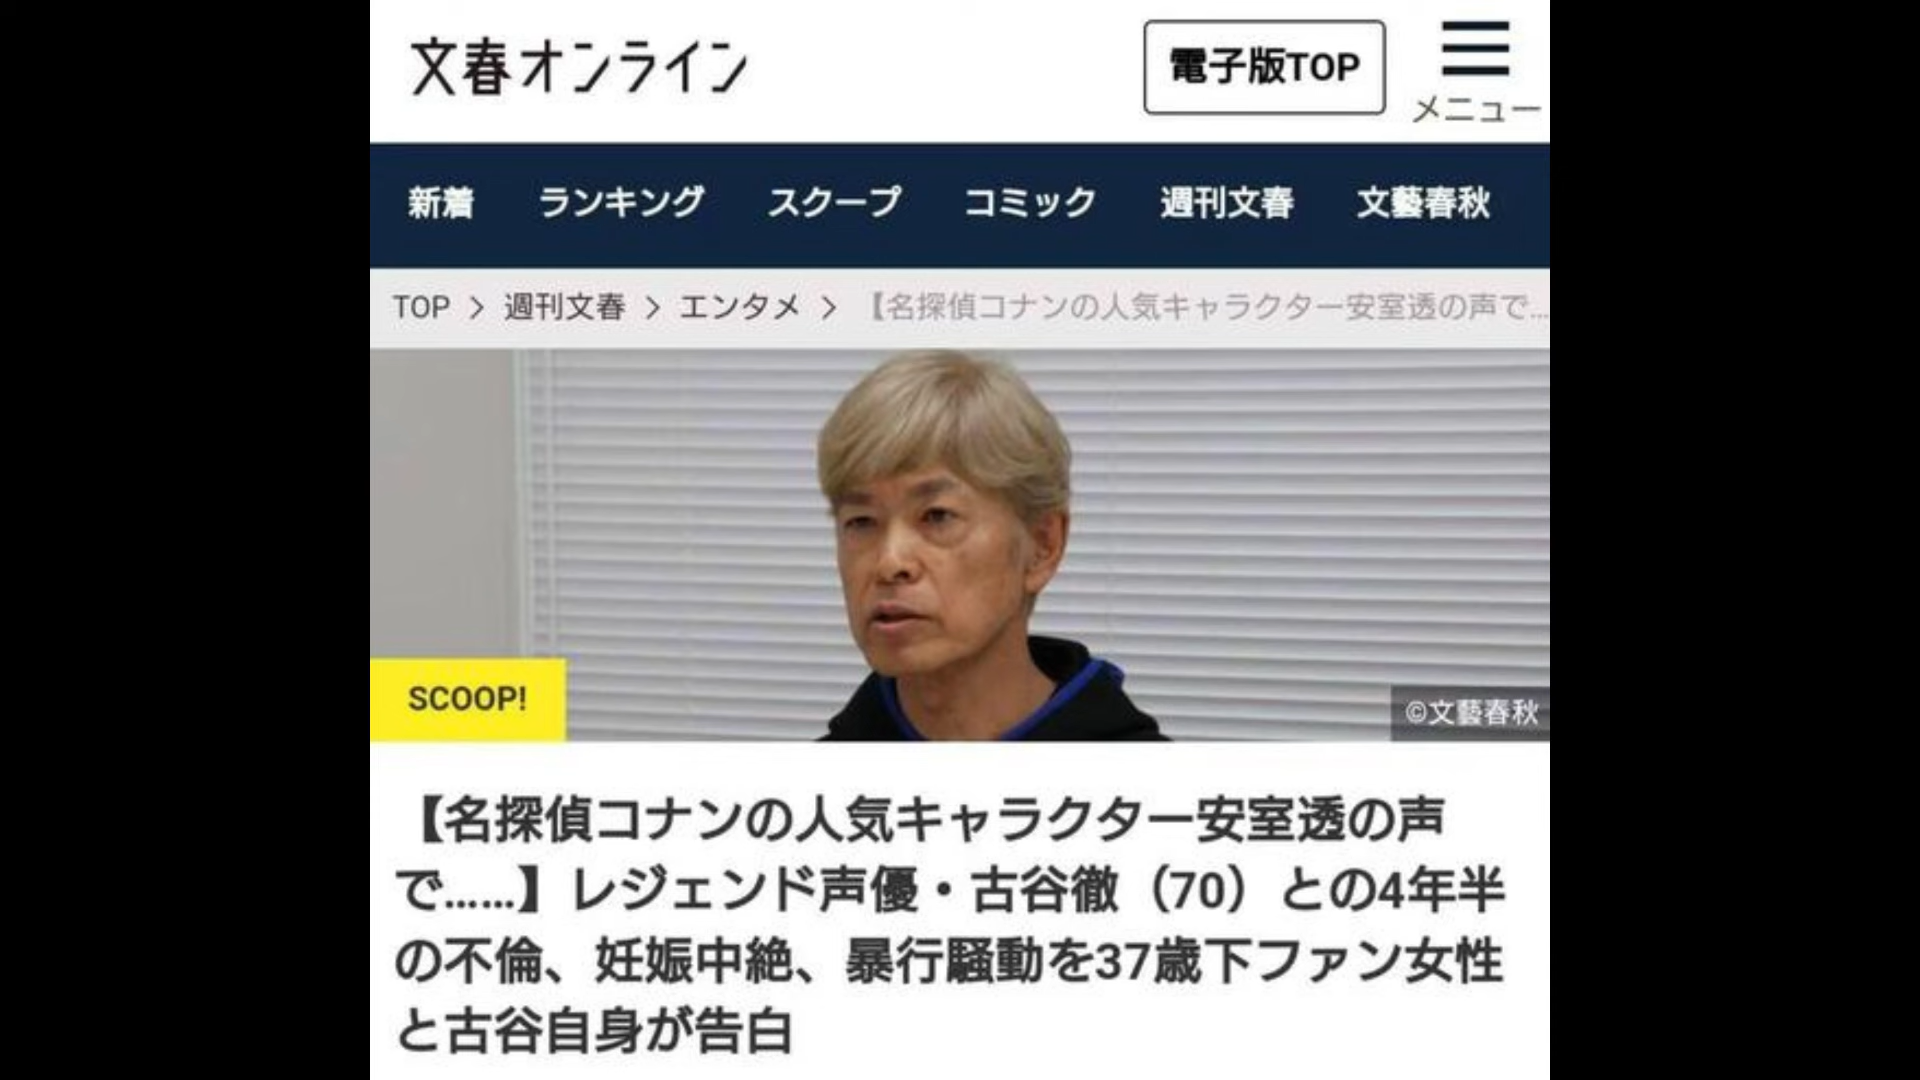 文春オンライン
電子版TOP
メニュー
新着 ランキング スクープ コミック 週刊文春 文藝春秋
TOP > 週刊文春 > エンタメ > 【名探偵コナンの人気キャラクター安室透の声で...
SCOOP!
©文藝春秋
【名探偵コナンの人気キャラクター安室透の声
で……】レジェンド声優・古谷徹（70）との4年半
の不倫、妊娠中絶、暴行騒動を37歳下ファン女性
と古谷自身が告白